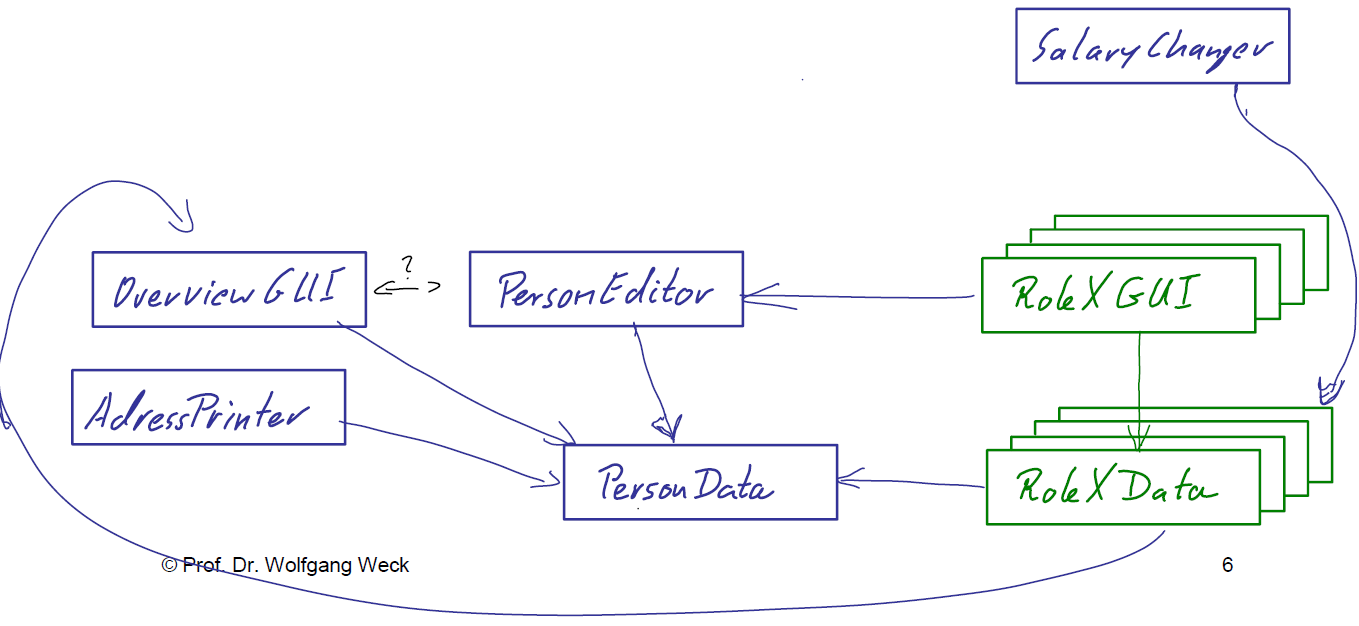 SalaryChanger
OverviewGUI
?
PersonEditor
RoleXGUI
AdressPrinter
PersonData
RoleXData
© Prof. Dr. Wolfgang Weck
6